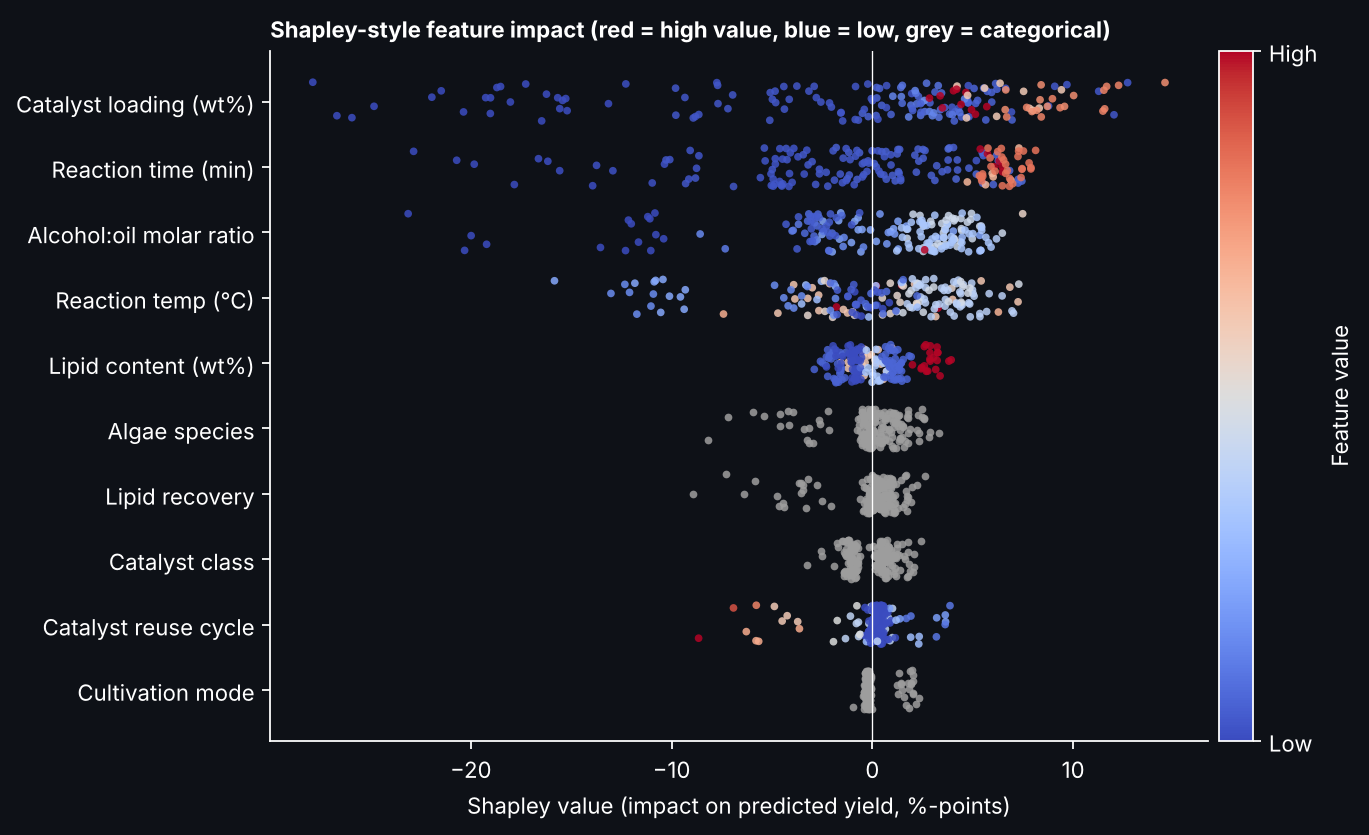 Shapley-style feature impact (red = high value, blue = low, grey = categorical)
High
Catalyst loading (wt%)
Reaction time (min)
Alcohol:oil molar ratio
Reaction temp (°C)
Lipid content (wt%)
Algae species
Lipid recovery
Catalyst class
Catalyst reuse cycle
Cultivation mode
Feature value
Low
−20 −10 0 10
Shapley value (impact on predicted yield, %-points)